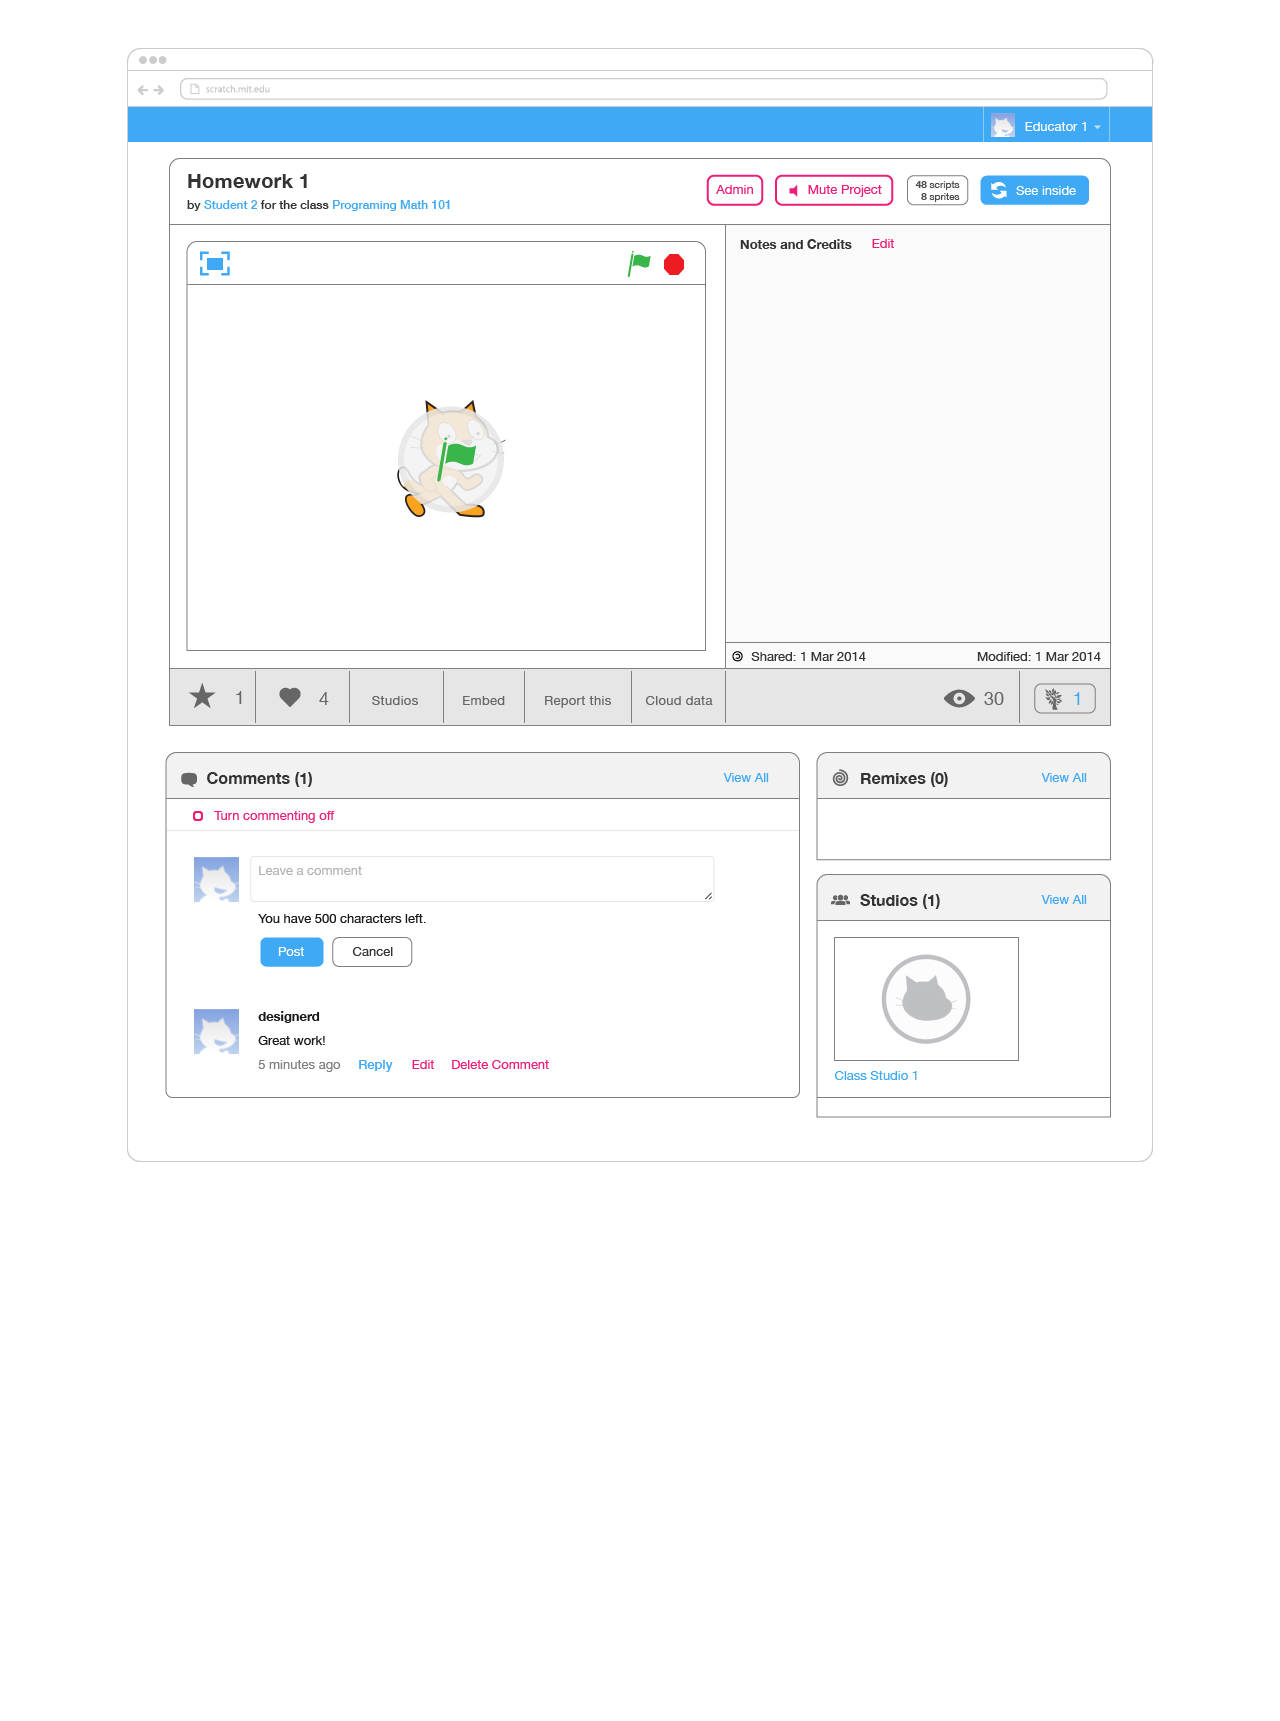 scratch.mit.edu
Educator 1
Homework 1
by Student 2 for the class Programing Math 101
Admin
Mute Project
48 scripts
8 sprites
See inside
Notes and Credits Edit
Shared: 1 Mar 2014 Modified: 1 Mar 2014
1 4 Studios Embed Report this Cloud data 30 1
Comments (1) View All
Turn commenting off
Leave a comment
You have 500 characters left.
Post Cancel
designerd
Great work!
5 minutes ago Reply Edit Delete Comment
Remixes (0) View All
Studios (1) View All
Class Studio 1